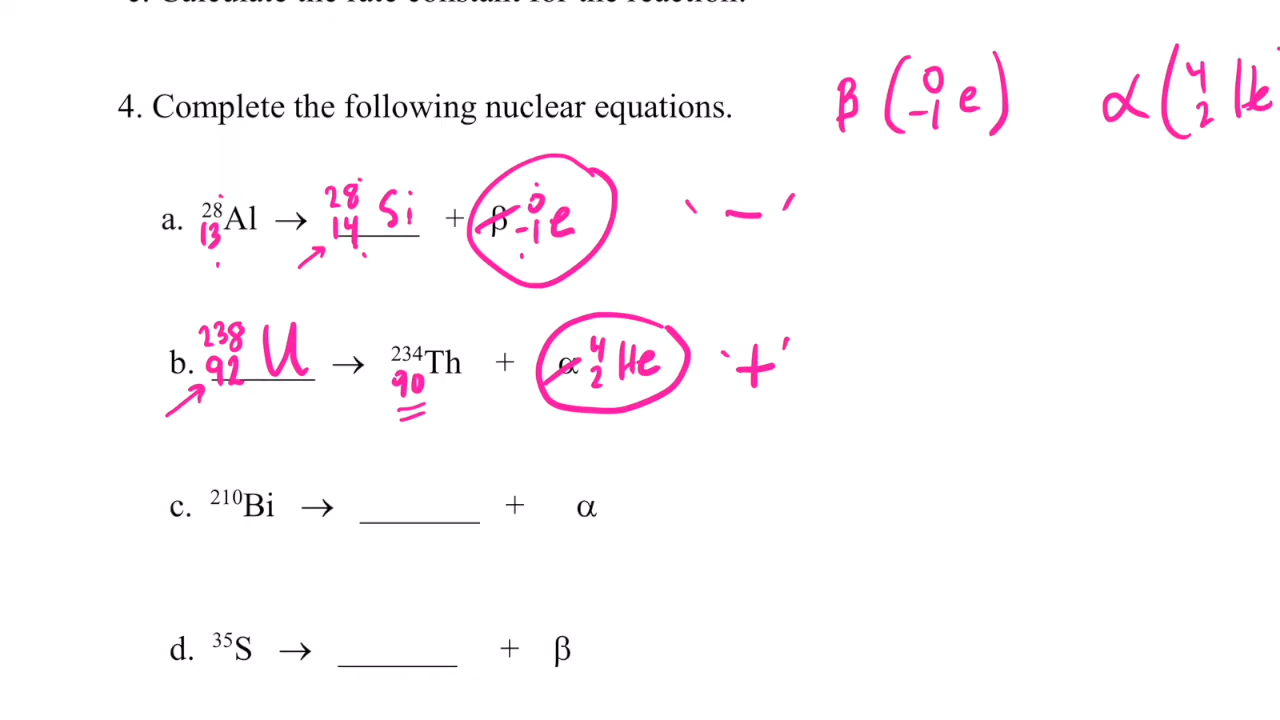 4. Complete the following nuclear equations. β ( 0 -1 e ) α ( 4 2 He
a. 28 13 Al → 28 14 Si + β 0 -1 e ' − '
b. 238 92 U → 234 90 Th + α 4 2 He ' + '
c. 210Bi → ________ + α
d. 35S → ________ + β